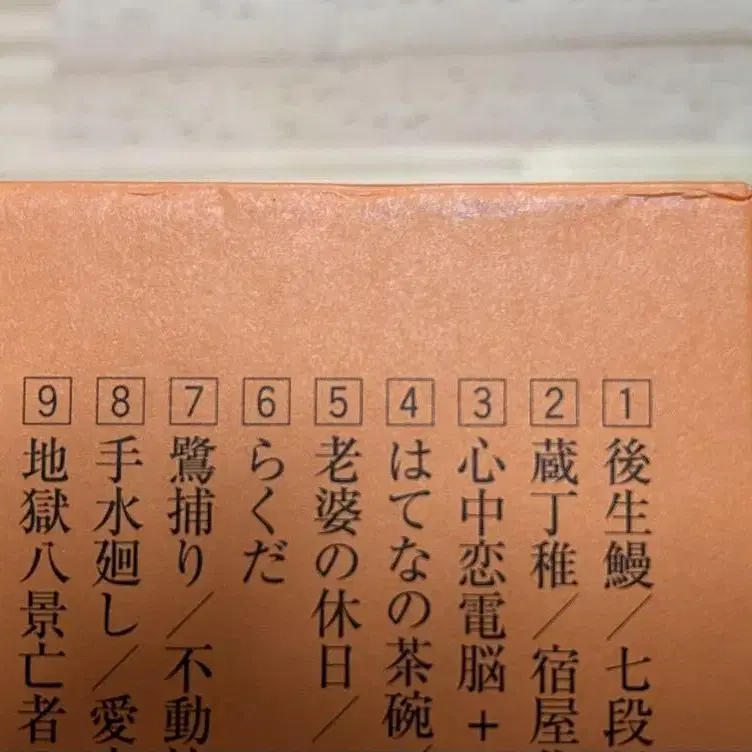 1 後生鰻/七段
2 蔵丁稚/宿屋
3 心中恋電脳+
4 はてなの茶碗/
5 老婆の休日/
6 らくだ
7 鷺捕り/不動
8 手水廻し/愛
9 地獄八景亡者